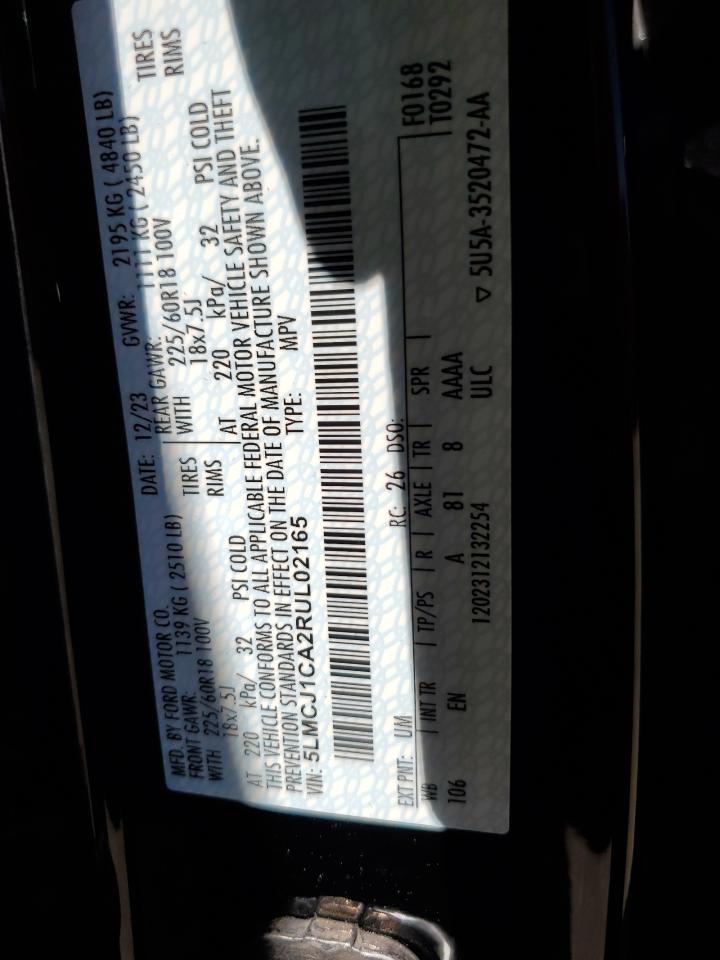 MFD. BY FORD MOTOR CO.
DATE: 12/23 GVWR: 2195 KG ( 4840 LB)
FRONT GAWR: 1139 KG ( 2510 LB) REAR GAWR: 1111 KG ( 2450 LB)
WITH 225/60R18 100V TIRES WITH 225/60R18 100V TIRES
18x7.5J RIMS 18x7.5J RIMS
AT 220 kPa/ 32 PSI COLD AT 220 kPa/ 32 PSI COLD
THIS VEHICLE CONFORMS TO ALL APPLICABLE FEDERAL MOTOR VEHICLE SAFETY AND THEFT
PREVENTION STANDARDS IN EFFECT ON THE DATE OF MANUFACTURE SHOWN ABOVE.
VIN: 5LMCJ1CA2RUL02165 TYPE: MPV
EXT PNT: UM RC: 26 DSO: F0168
WB INT TR TP/PS R AXLE TR SPR T0292
106 EN A 81 8 AAAA
1202312132254 ULC ▽ 5U5A-3520472-AA